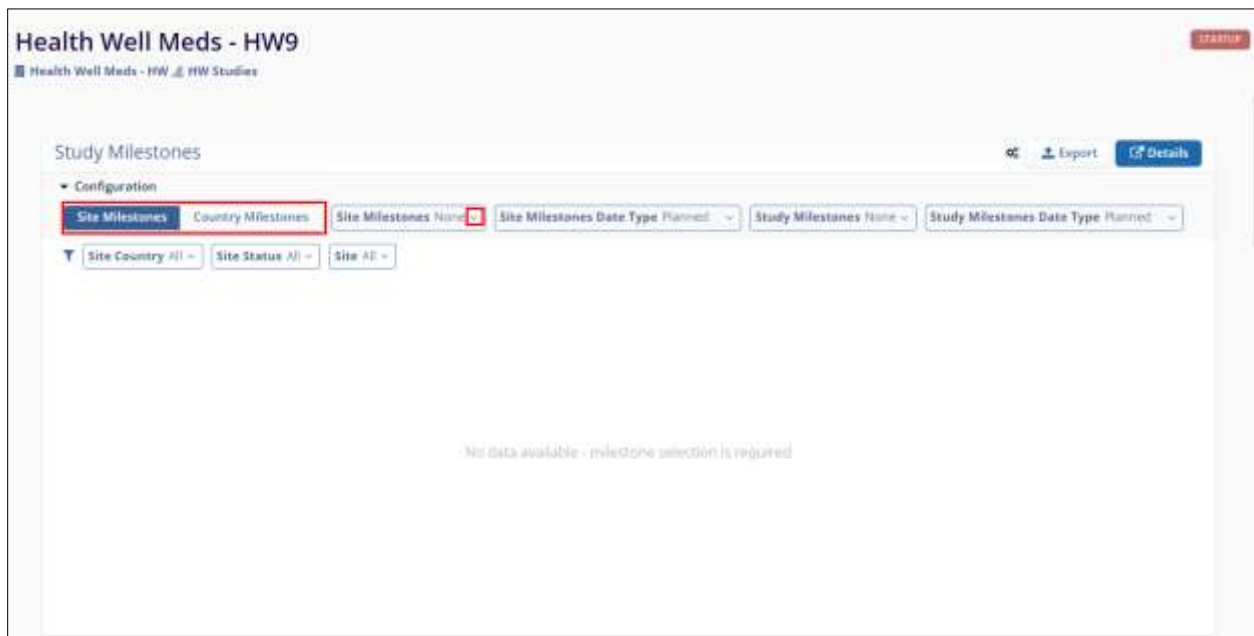 Health Well Meds - HW9
STARTUP
Health Well Meds - HW HW Studies
Study Milestones Export Details
Configuration
Site Milestones Country Milestones Site Milestones None Site Milestones Date Type Planned Study Milestones None Study Milestones Date Type Planned
Site Country All Site Status All Site All
No data available - milestone selection is required